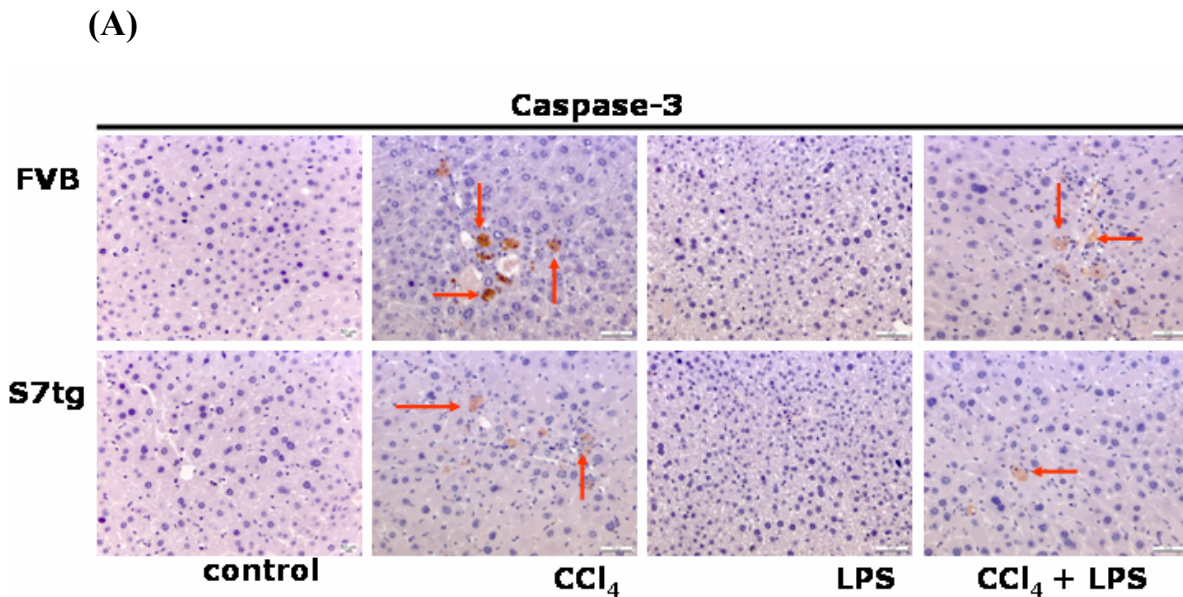 (A)
Caspase-3
FVB
S7tg
control
CCl₄
LPS
CCl₄ + LPS